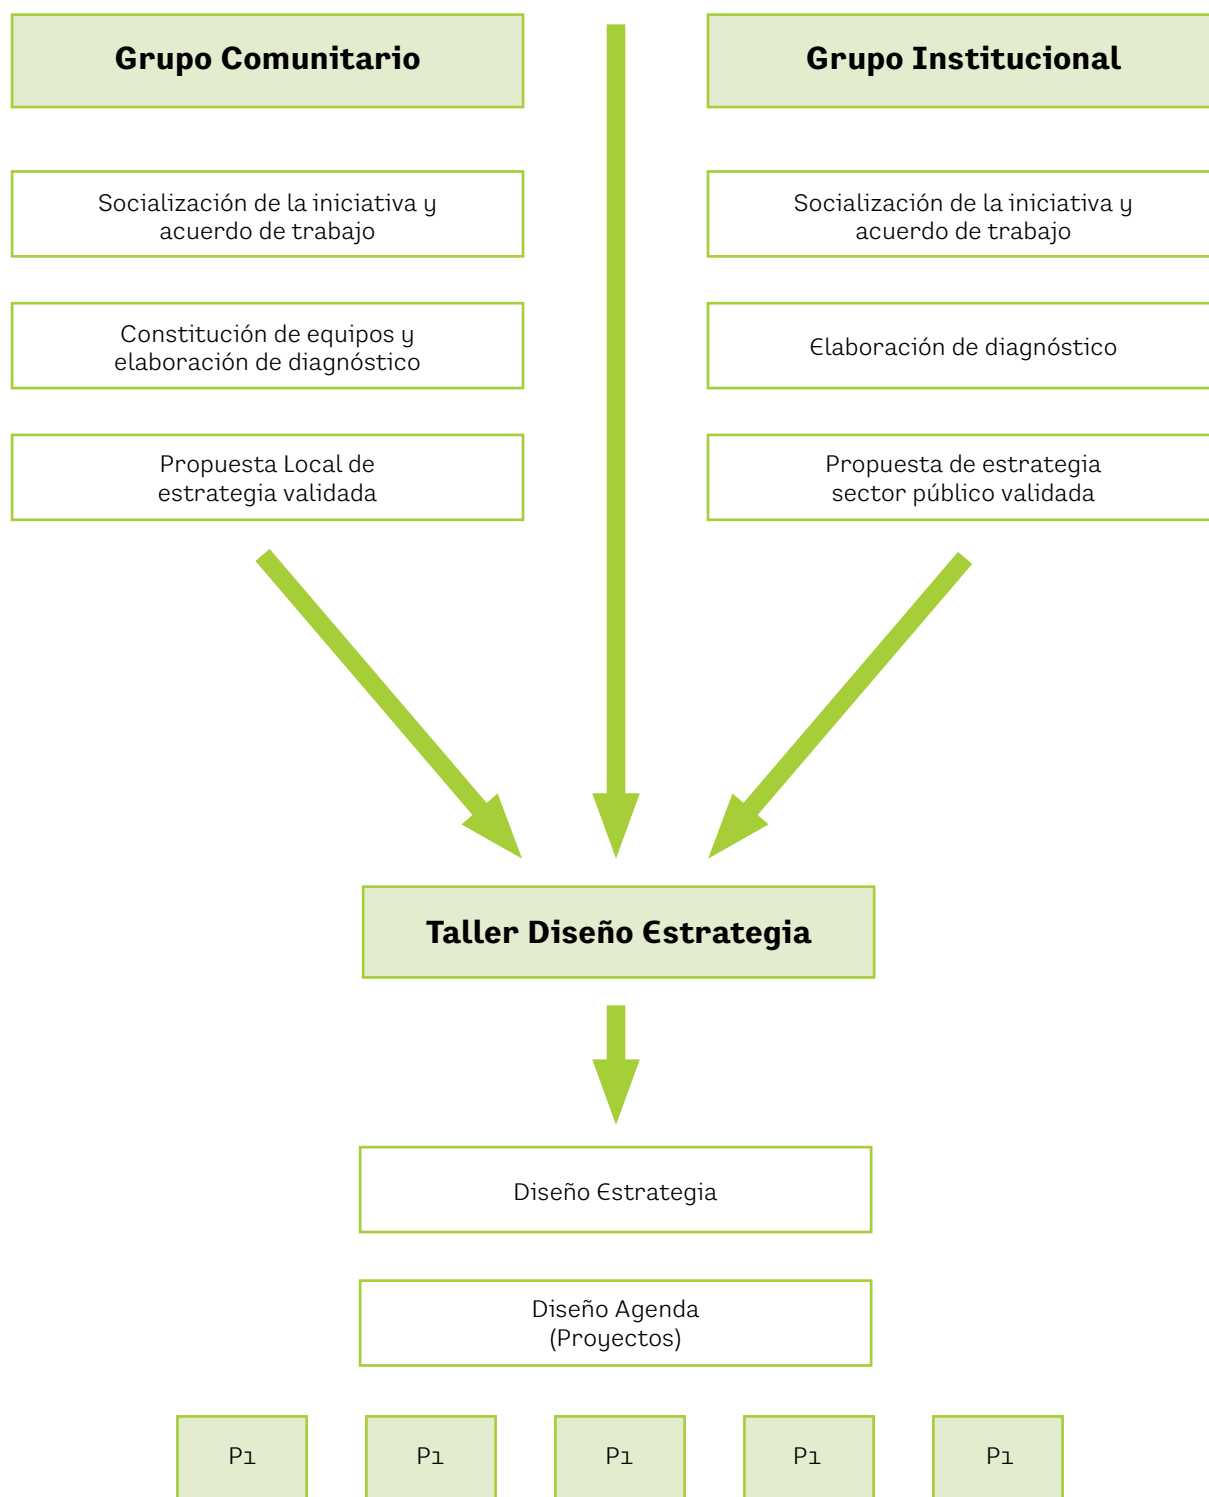 Grupo Comunitario
Socialización de la iniciativa y
acuerdo de trabajo
Constitución de equipos y
elaboración de diagnóstico
Propuesta Local de
estrategia validada
Grupo Institucional
Socialización de la iniciativa y
acuerdo de trabajo
Elaboración de diagnóstico
Propuesta de estrategia
sector público validada
Taller Diseño Estrategia
Diseño Estrategia
Diseño Agenda
(Proyectos)
P1
P1
P1
P1
P1